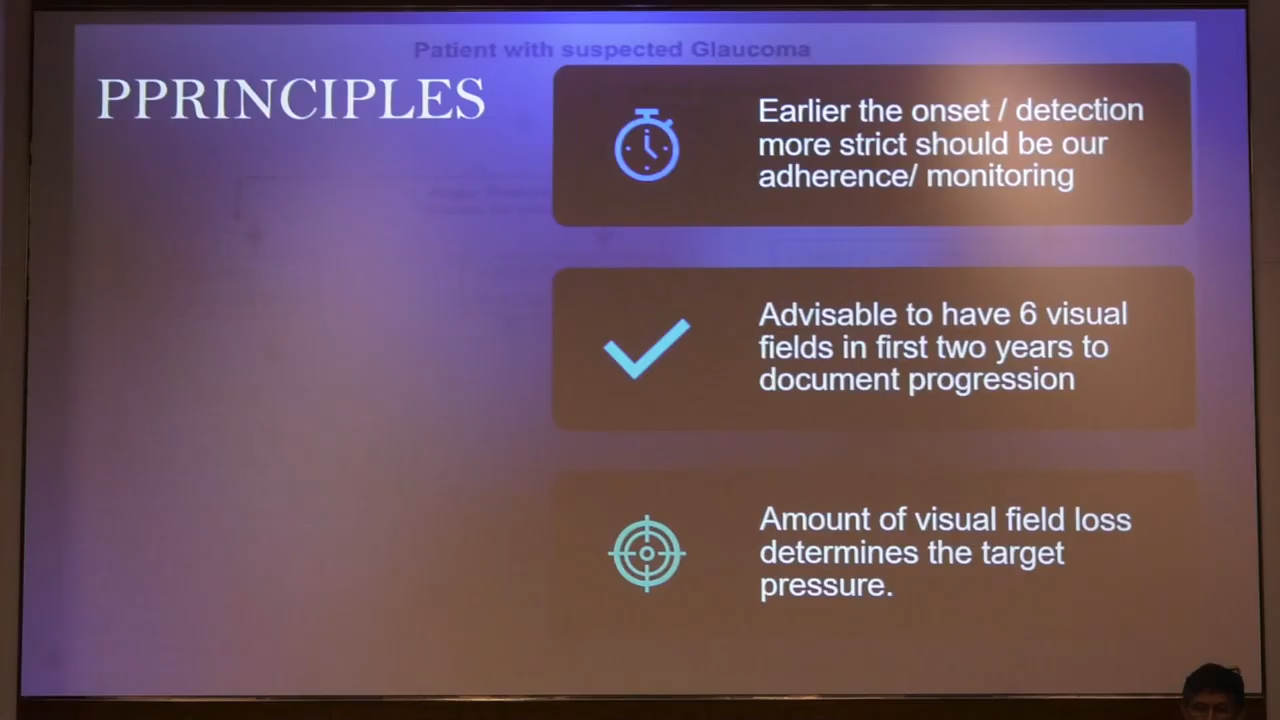 Patient with suspected Glaucoma
PPRINCIPLES
Earlier the onset / detection
more strict should be our
adherence/ monitoring
Advisable to have 6 visual
fields in first two years to
document progression
Amount of visual field loss
determines the target
pressure.